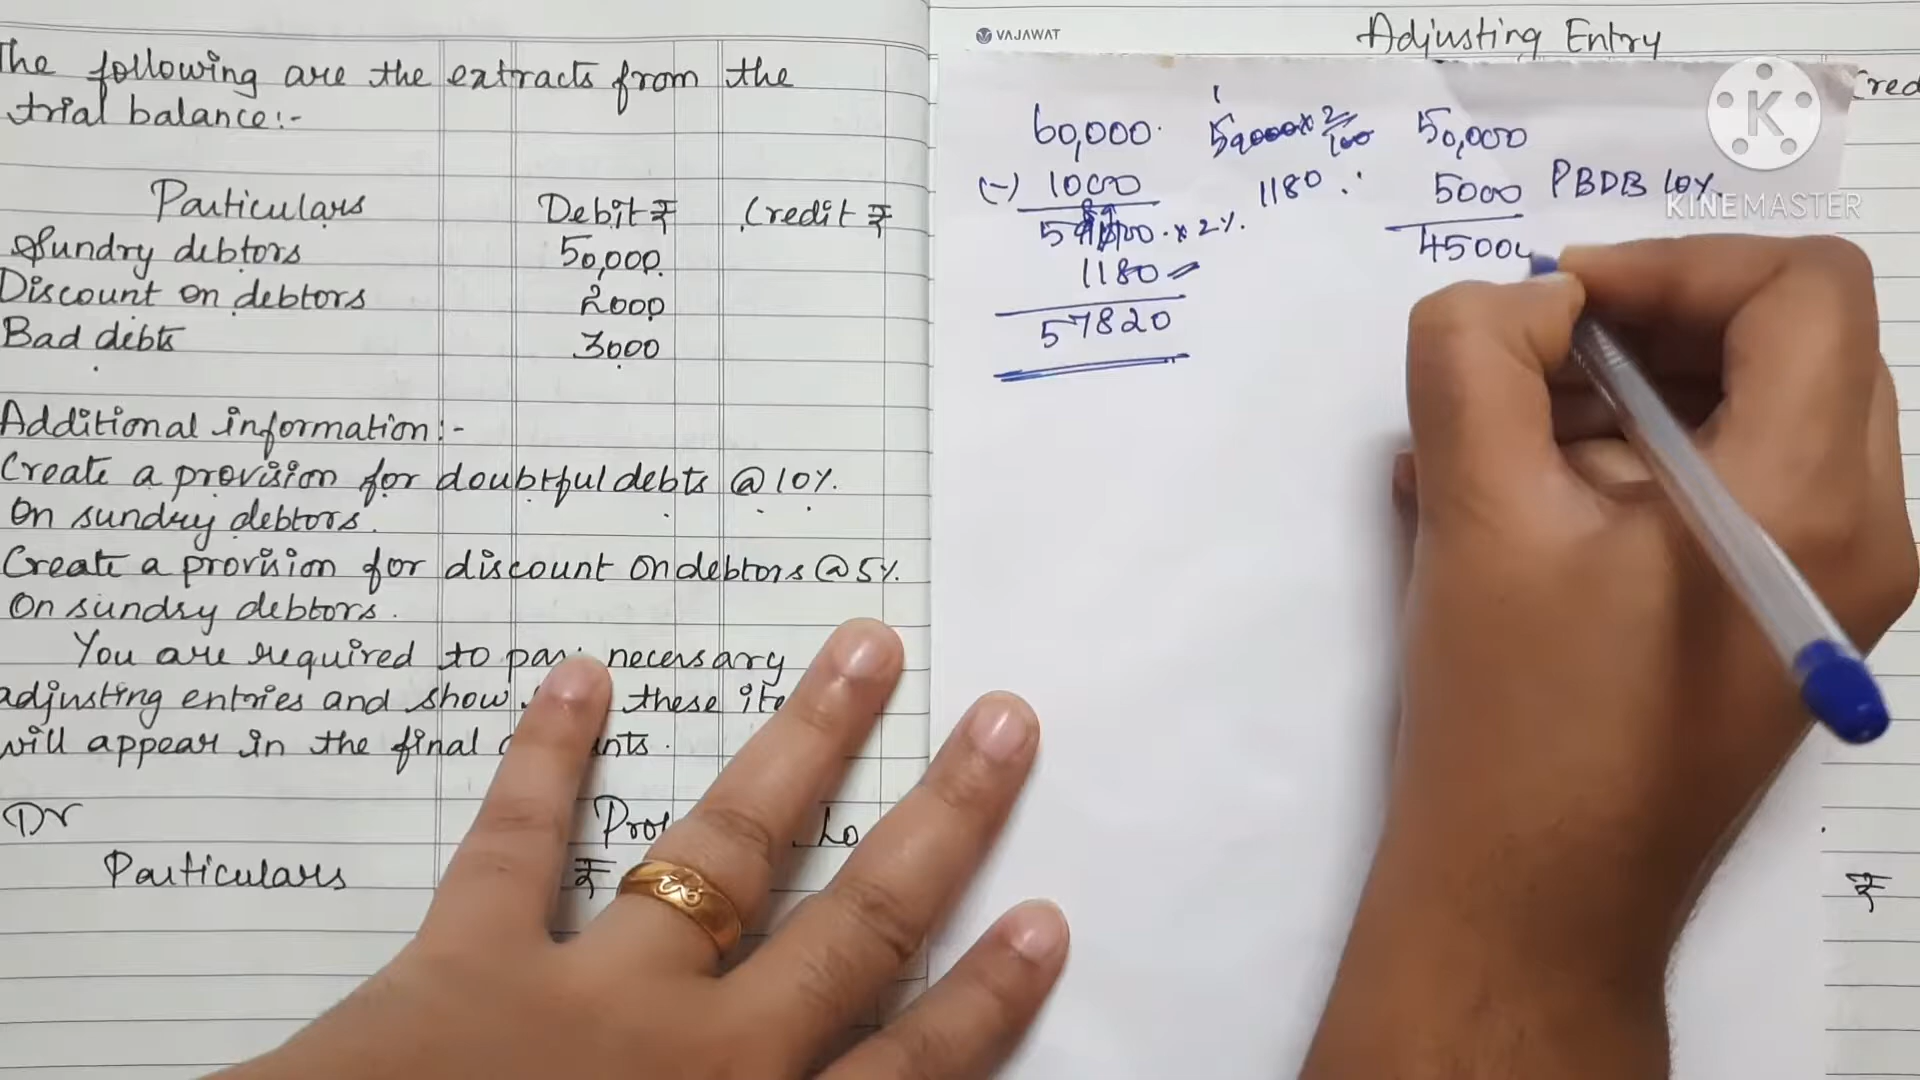 The following are the extracts from the
trial balance:-
Particulars Debit ₹ Credit ₹
Sundry debtors 50,000
Discount on debtors 2000
Bad debts 3000
Additional information:-
Create a provision for doubtful debts @ 10%.
On sundry debtors.
Create a provision for discount on debtors @ 5%.
On sundry debtors.
You are required to necessary
adjusting entries and show these
will appear in the final
Dr
Particulars ₹
VAJAWAT
Adjusting Entry
60,000
(-) 1000
× 2%.
1180
57820
1180
50,000
5000 PBDB 10%
4500
KINEMASTER
K
₹